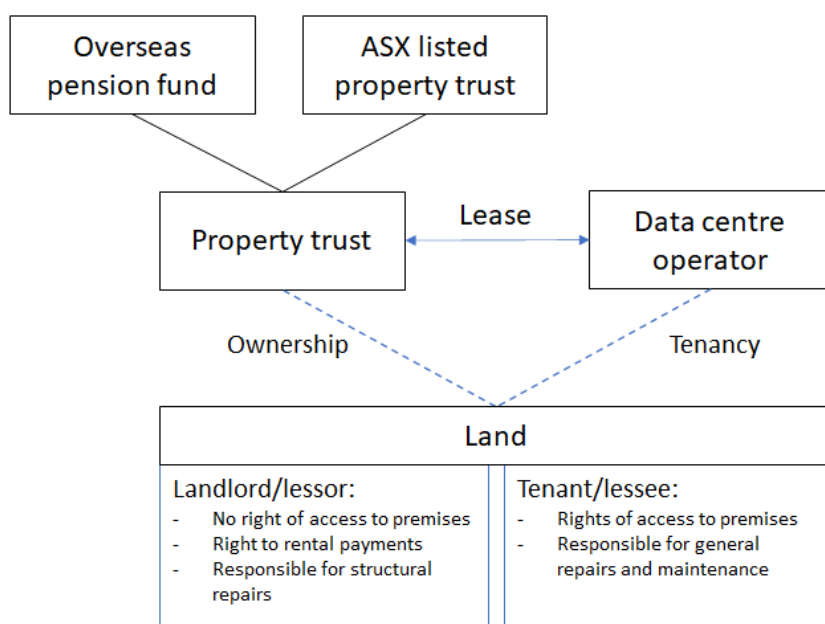 Overseas
pension fund
ASX listed
property trust
Property trust
Lease
Data centre
operator
Ownership
Tenancy
Land
Landlord/lessor:
- No right of access to premises
- Right to rental payments
- Responsible for structural
repairs
Tenant/lessee:
- Rights of access to premises
- Responsible for general
repairs and maintenance